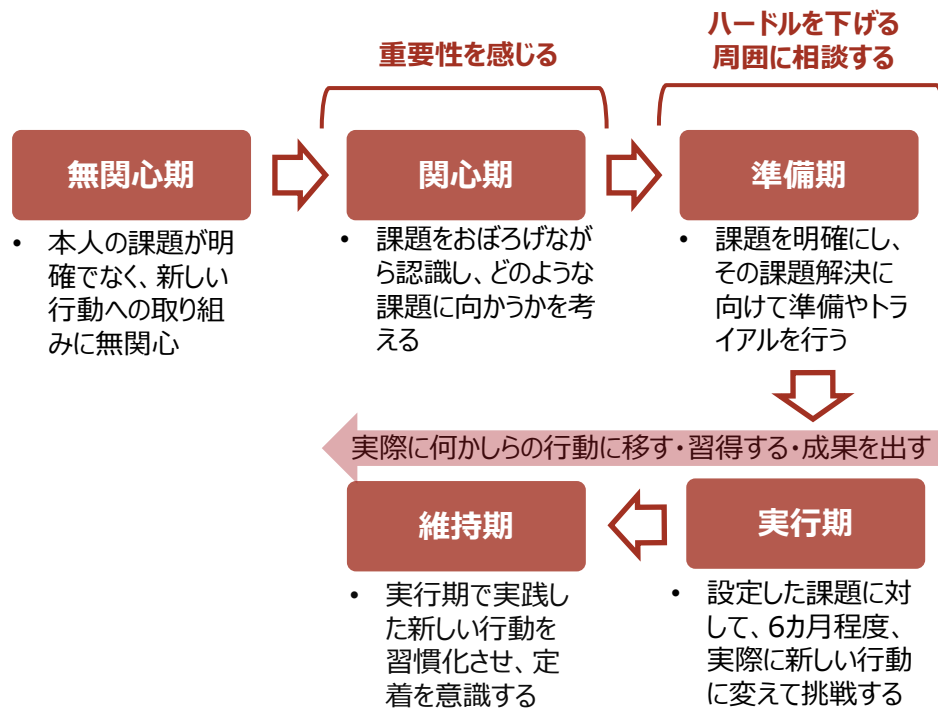 重要性を感じる
ハードルを下げる
周囲に相談する
無関心期
関心期
準備期
• 本人の課題が明
確でなく、新しい
行動への取り組
みに無関心
• 課題をおぼろげなが
ら認識し、どのような
課題に向かうかを考
える
• 課題を明確にし、
その課題解決に
向けて準備やトラ
イアルを行う
実際に何かしらの行動に移す・習得する・成果を出す
維持期
実行期
• 実行期で実践し
た新しい行動を
習慣化させ、定
着を意識する
• 設定した課題に対
して、6カ月程度、
実際に新しい行動
に変えて挑戦する